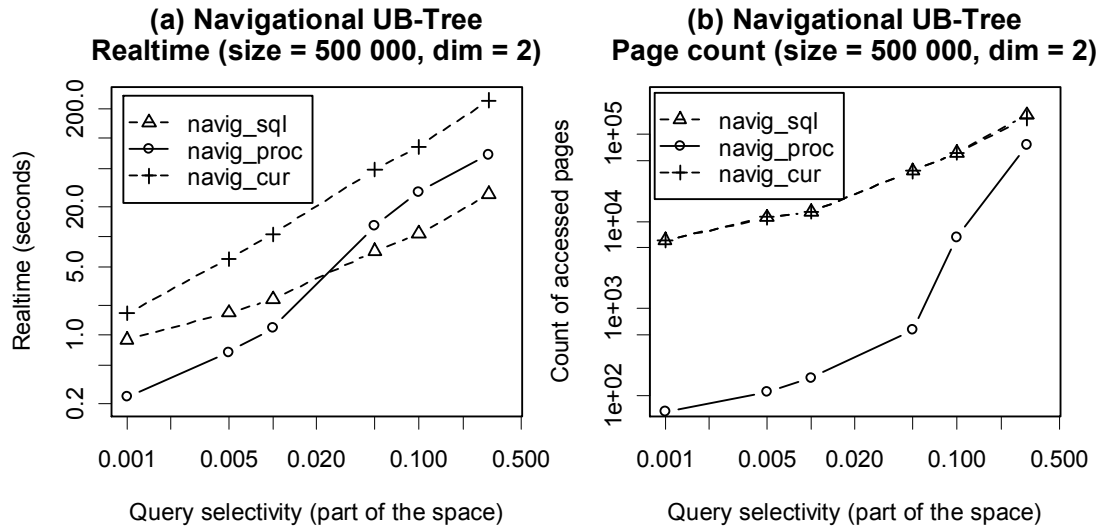 (a) Navigational UB-Tree
Realtime (size = 500 000, dim = 2)
200.0
20.0
5.0
1.0
0.2
Realtime (seconds)
navig_sql
navig_proc
navig_cur
0.001 0.005 0.020 0.100 0.500
Query selectivity (part of the space)
(b) Navigational UB-Tree
Page count (size = 500 000, dim = 2)
1e+05
1e+04
1e+03
1e+02
Count of accessed pages
navig_sql
navig_proc
navig_cur
0.001 0.005 0.020 0.100 0.500
Query selectivity (part of the space)